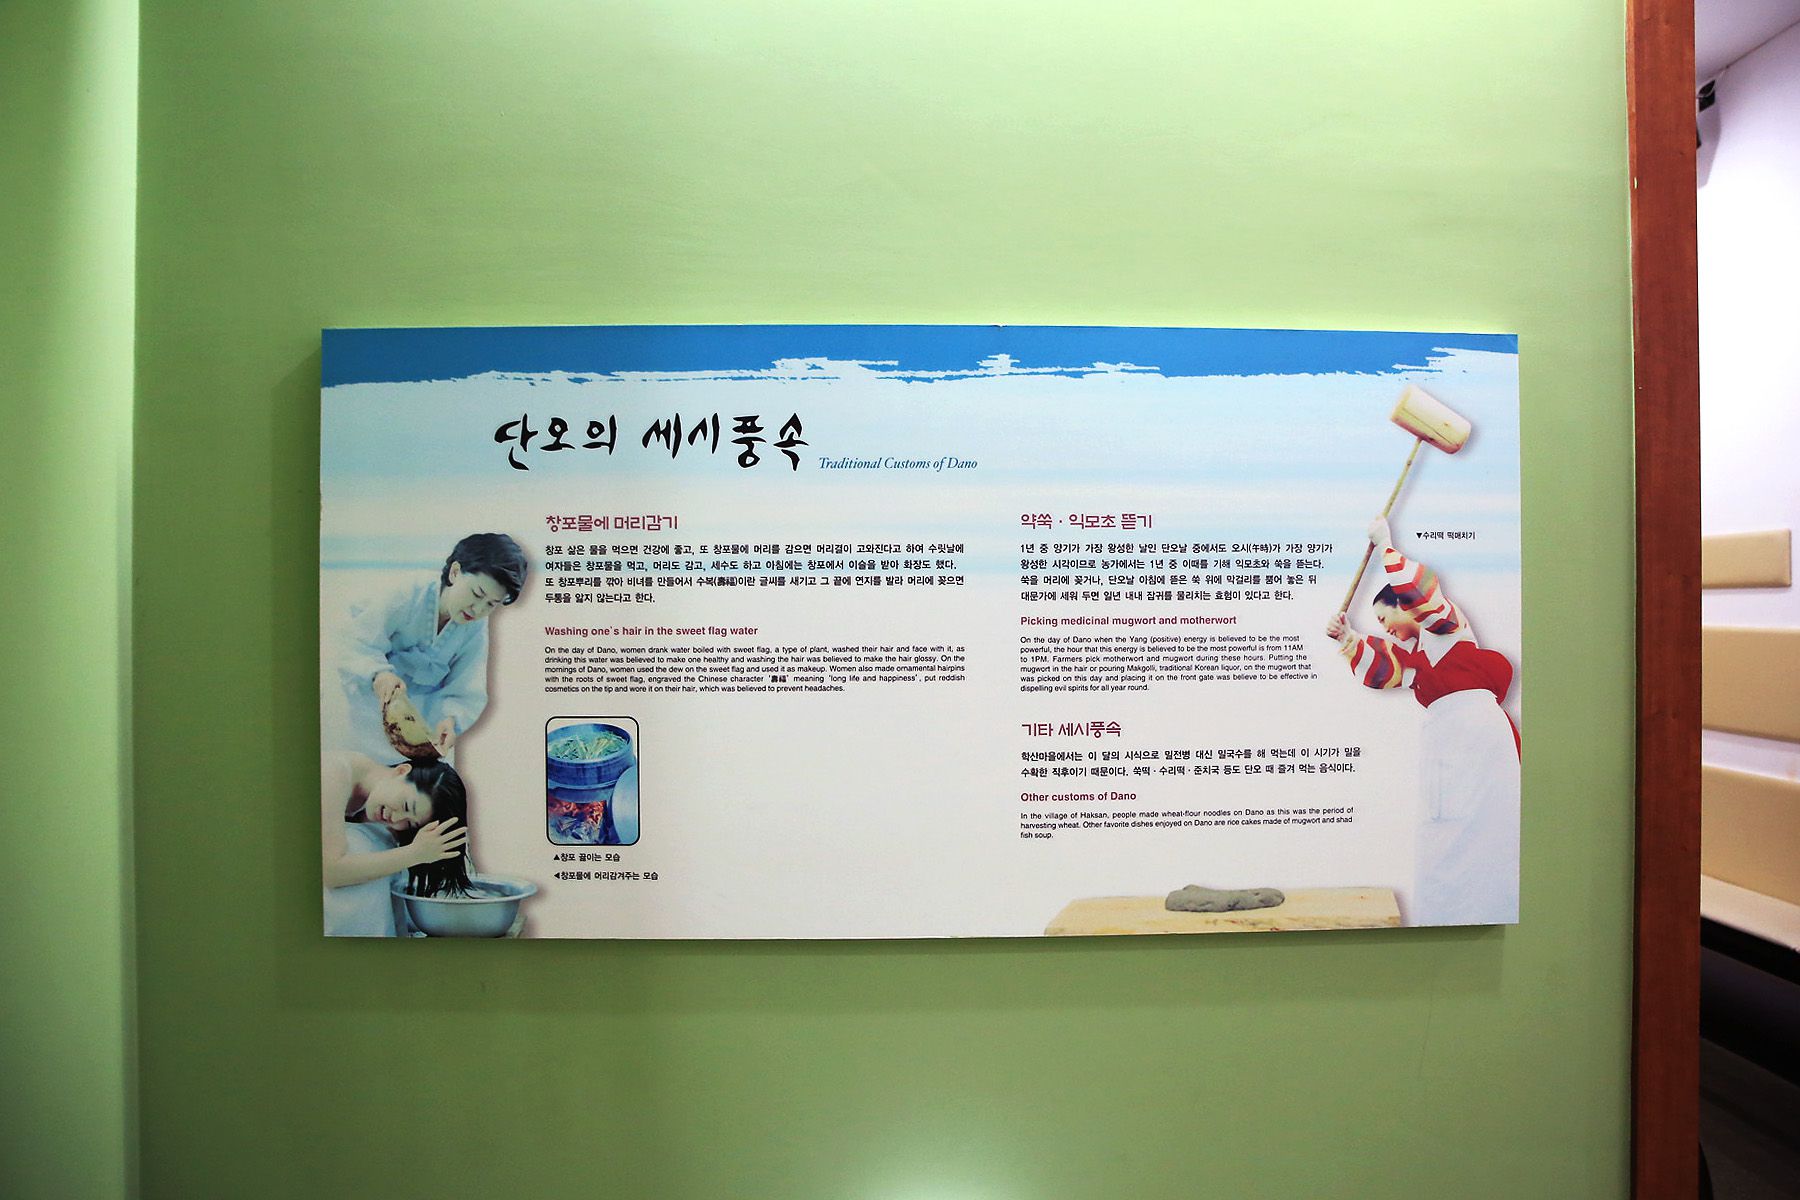 단오의 세시풍속 Traditional Customs of Dano
창포물에 머리감기
창포 삶은 물을 먹으면 건강에 좋고, 또 창포물에 머리를 감으면 머리결이 고와진다고 하여 수릿날에
여자들은 창포물을 먹고, 머리도 감고, 세수도 하고 아침에는 창포에서 이슬을 받아 화장도 했다.
또 창포뿌리를 깎아 비녀를 만들어서 수복(壽福)이란 글씨를 새기고 그 끝에 연지를 발라 머리에 꽂으면
두통을 앓지 않는다고 한다.
Washing one's hair in the sweet flag water
On the day of Dano, women drank water boiled with sweet flag, a type of plant, washed their hair and face with it, as
drinking this water was believed to make one healthy and washing the hair was believed to make the hair glossy. On the
mornings of Dano, women used the dew on the sweet flag and used it as makeup. Women also made ornamental hairpins
with the roots of sweet flag, engraved the Chinese character '壽福' meaning 'long life and happiness', put reddish
cosmetics on the tip and wore it on their hair, which was believed to prevent headaches.
▲창포 끓이는 모습
◀창포물에 머리감겨주는 모습
약쑥 · 익모초 뜯기
1년 중 양기가 가장 왕성한 날인 단오날 중에서도 오시(午時)가 가장 양기가
왕성한 시각이므로 농가에서는 1년 중 이때를 기해 익모초와 쑥을 뜯는다.
쑥을 머리에 꽂거나, 단오날 아침에 뜯은 쑥 위에 막걸리를 뿜어 놓은 뒤
대문가에 세워 두면 일년 내내 잡귀를 물리치는 효험이 있다고 한다.
Picking medicinal mugwort and motherwort
On the day of Dano when the Yang (positive) energy is believed to be the most
powerful, the hour that this energy is believed to be the most powerful is from 11AM
to 1PM. Farmers pick motherwort and mugwort during these hours. Putting the
mugwort in the hair or pouring Makgolli, traditional Korean liquor, on the mugwort that
was picked on this day and placing it on the front gate was believe to be effective in
dispelling evil spirits for all year round.
▼수리떡 떡매치기
기타 세시풍속
학산마을에서는 이 달의 시식으로 밀전병 대신 밀국수를 해 먹는데 이 시기가 밀을
수확한 직후이기 때문이다. 쑥떡 · 수리떡 · 준치국 등도 단오 때 즐겨 먹는 음식이다.
Other customs of Dano
In the village of Haksan, people made wheat-flour noodles on Dano as this was the period of
harvesting wheat. Other favorite dishes enjoyed on Dano are rice cakes made of mugwort and shad
fish soup.